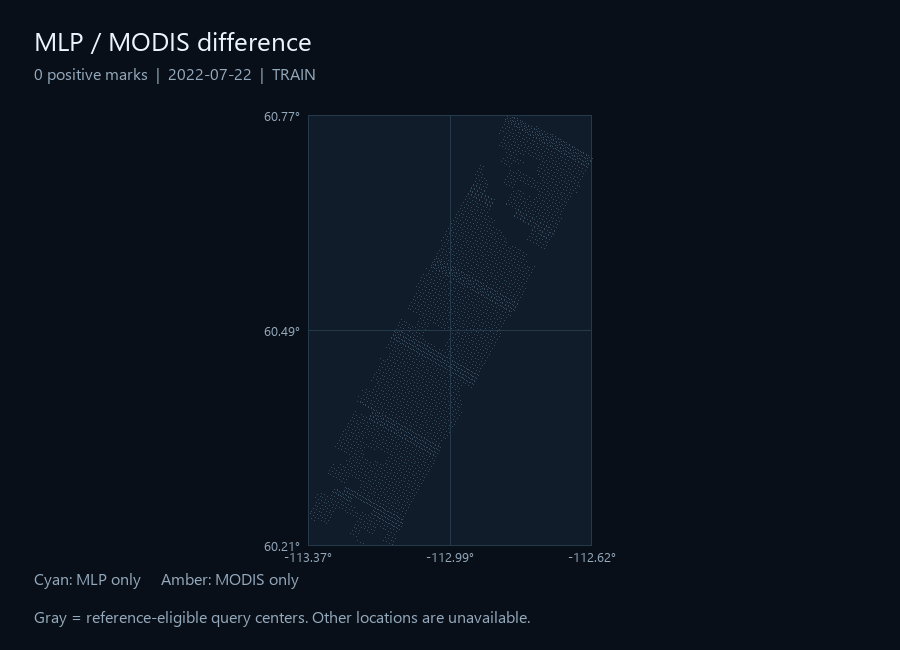 MLP / MODIS difference
0 positive marks | 2022-07-22 | TRAIN
60.77°
60.49°
60.21°
-113.37° -112.99° -112.62°
Cyan: MLP only Amber: MODIS only
Gray = reference-eligible query centers. Other locations are unavailable.